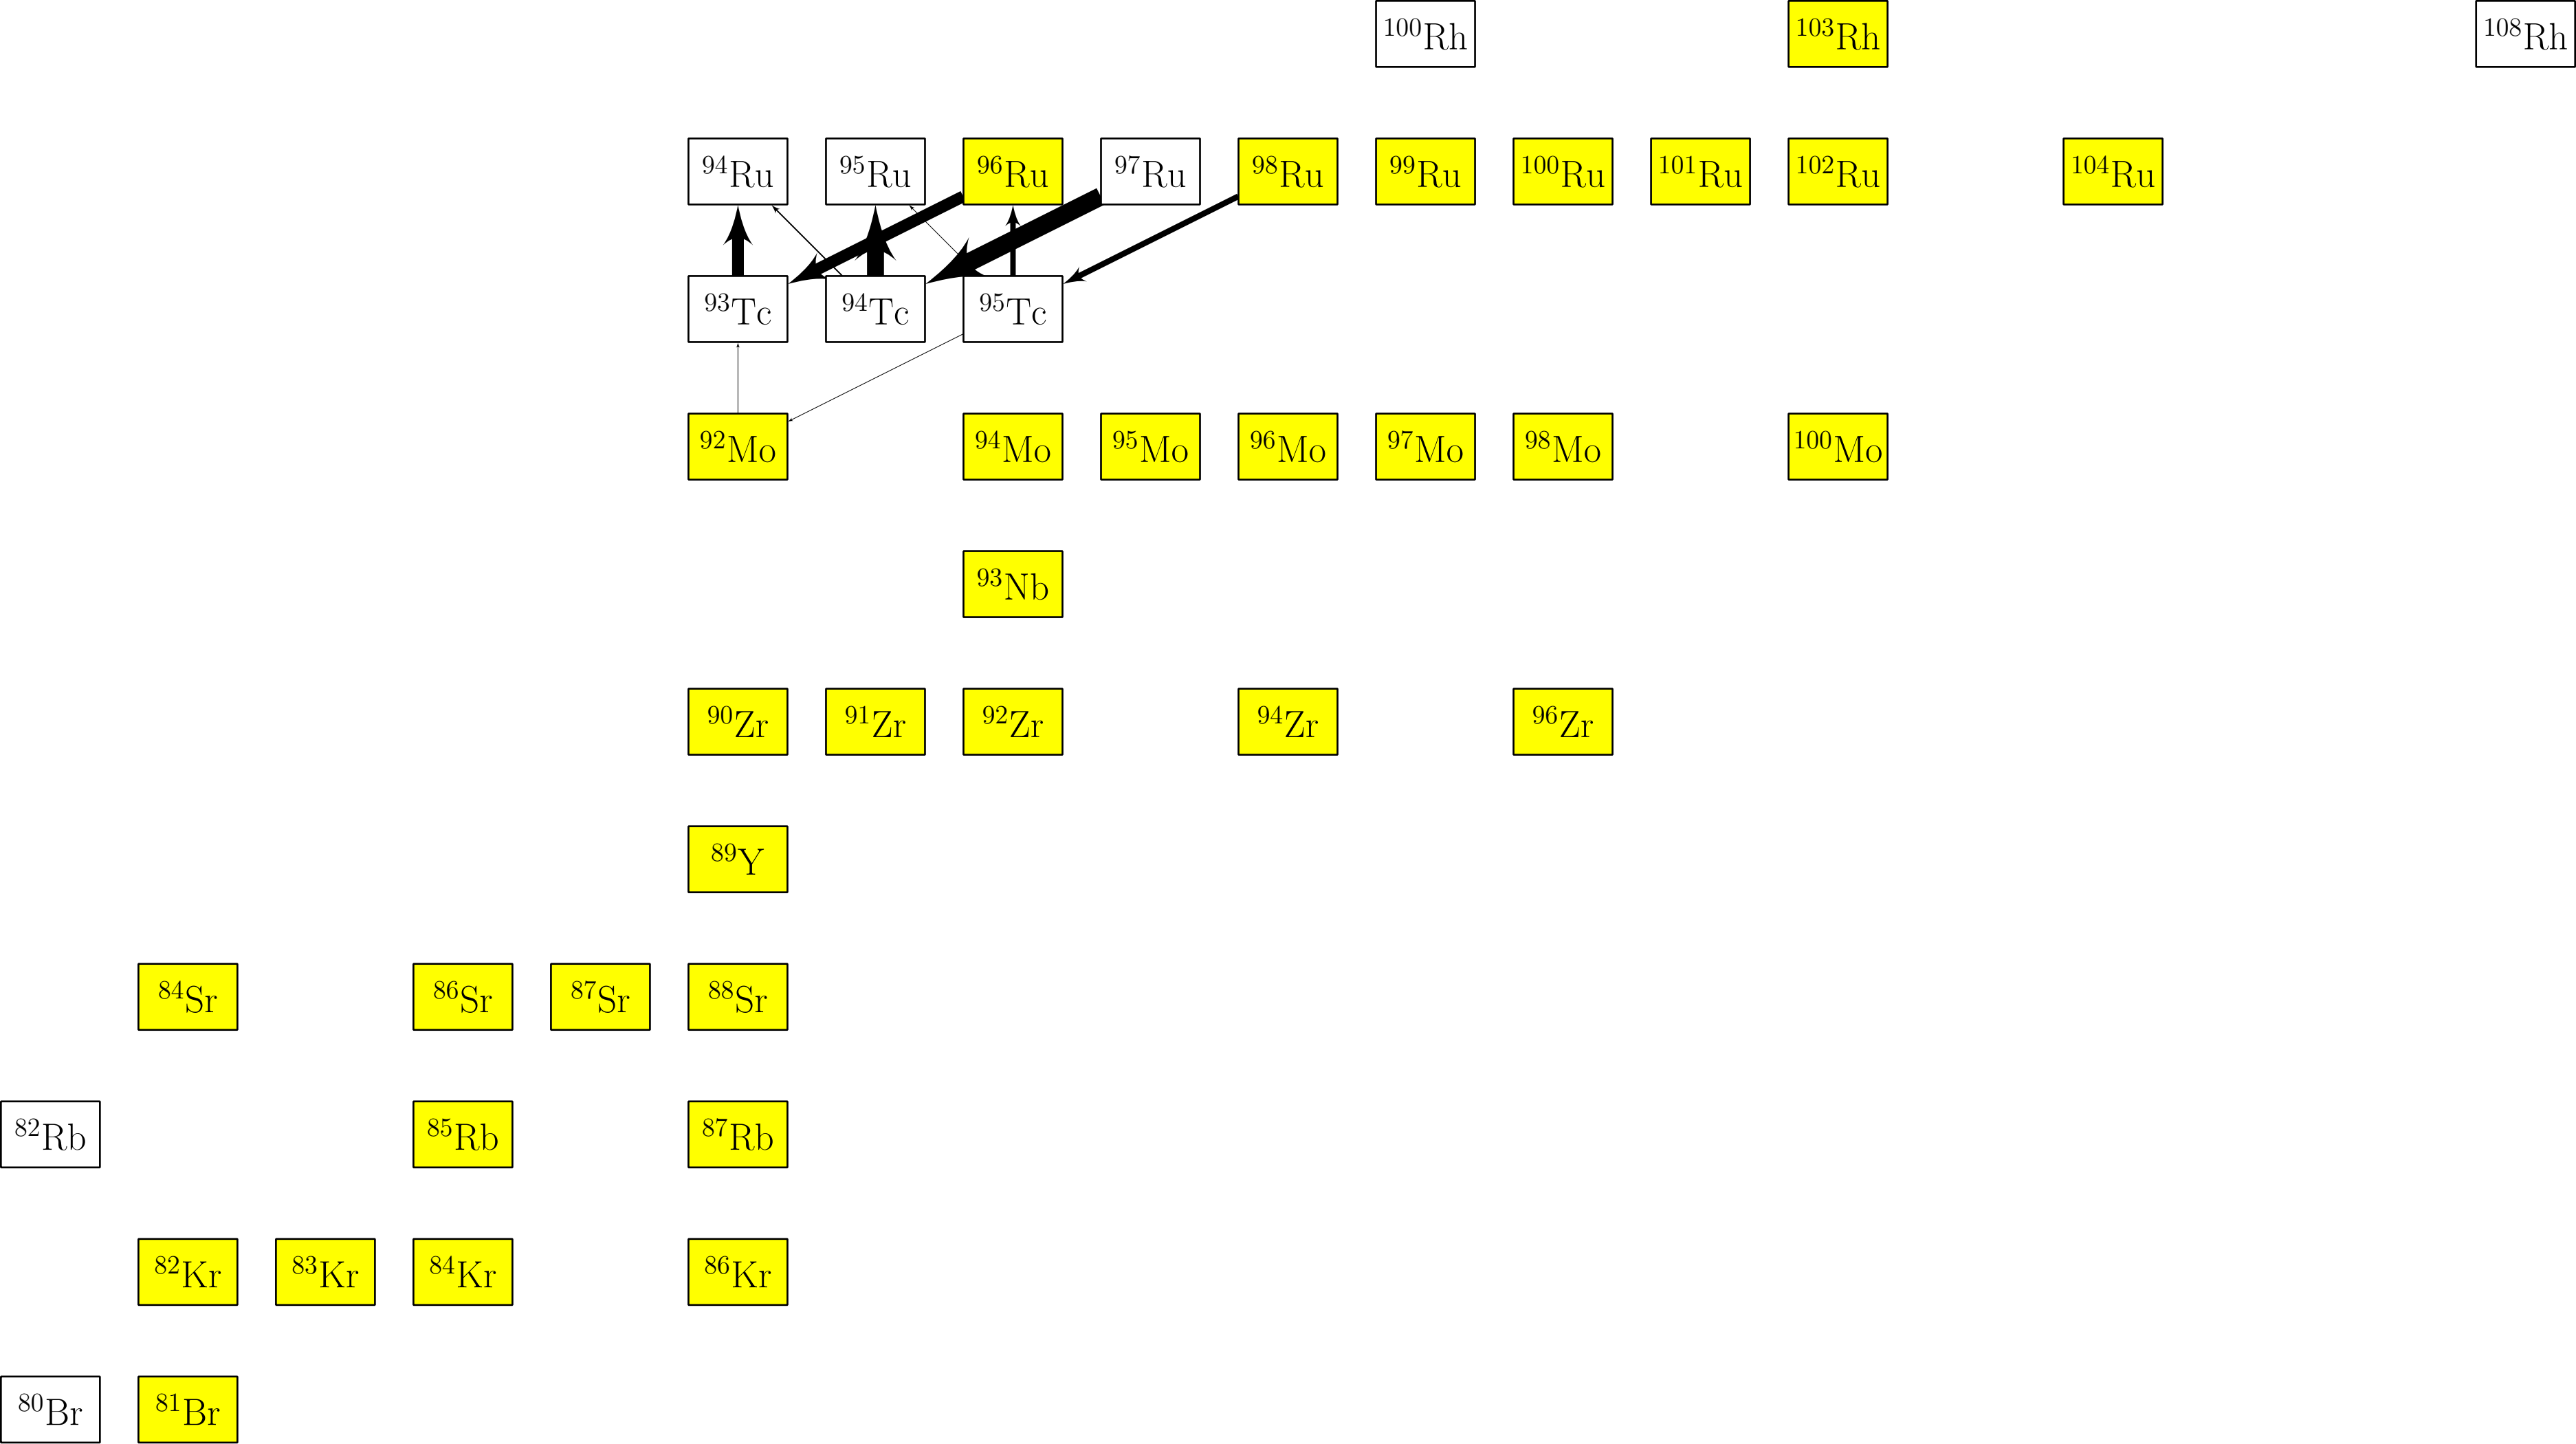 ¹⁰⁰Rh ¹⁰³Rh ¹⁰⁸Rh
⁹⁴Ru ⁹⁵Ru ⁹⁶Ru ⁹⁷Ru ⁹⁸Ru ⁹⁹Ru ¹⁰⁰Ru ¹⁰¹Ru ¹⁰²Ru ¹⁰⁴Ru
⁹³Tc ⁹⁴Tc ⁹⁵Tc
⁹²Mo ⁹⁴Mo ⁹⁵Mo ⁹⁶Mo ⁹⁷Mo ⁹⁸Mo ¹⁰⁰Mo
⁹³Nb
⁹⁰Zr ⁹¹Zr ⁹²Zr ⁹⁴Zr ⁹⁶Zr
⁸⁹Y
⁸⁴Sr ⁸⁶Sr ⁸⁷Sr ⁸⁸Sr
⁸²Rb ⁸⁵Rb ⁸⁷Rb
⁸²Kr ⁸³Kr ⁸⁴Kr ⁸⁶Kr
⁸⁰Br ⁸¹Br